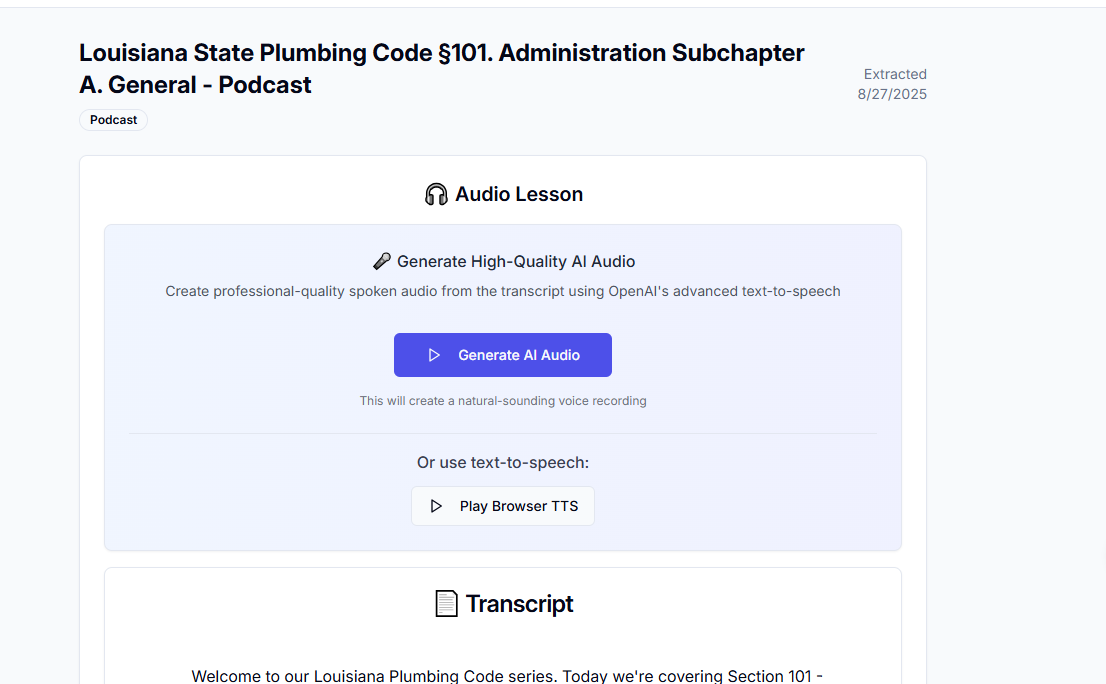 Louisiana State Plumbing Code §101. Administration Subchapter
A. General - Podcast
Extracted
8/27/2025
Podcast
Audio Lesson
Generate High-Quality AI Audio
Create professional-quality spoken audio from the transcript using OpenAI's advanced text-to-speech
Generate AI Audio
This will create a natural-sounding voice recording
Or use text-to-speech:
Play Browser TTS
Transcript
Welcome to our Louisiana Plumbing Code series. Today we're covering Section 101 -